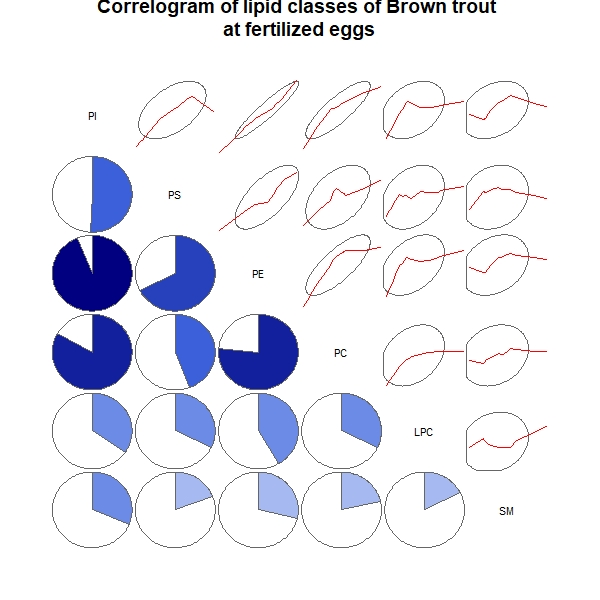 Correlogram of lipid classes of Brown trout
at fertilized eggs
PI
PS
PE
PC
LPC
SM